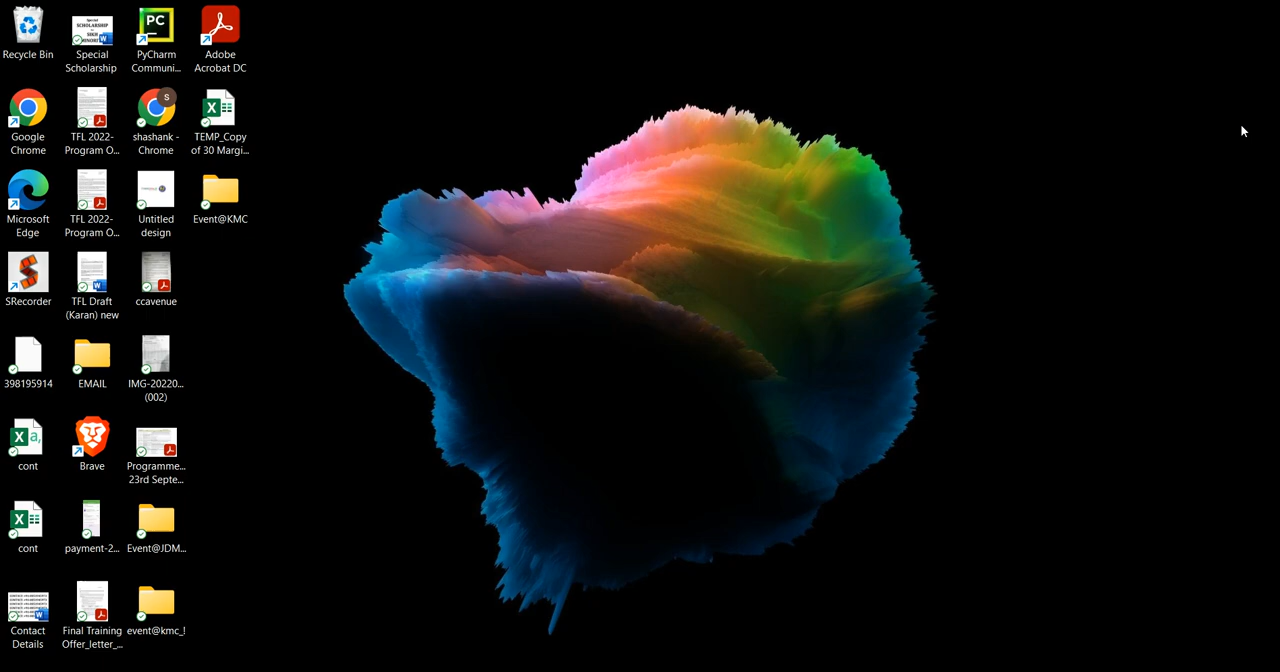 Recycle Bin
Special
Scholarship
PyCharm
Communi...
Adobe
Acrobat DC
Google
Chrome
TFL 2022-
Program O...
shashank -
Chrome
TEMP_Copy
of 30 Margi...
Microsoft
Edge
TFL 2022-
Program O...
Untitled
design
Event@KMC
SRecorder
TFL Draft
(Karan) new
ccavenue
398195914
EMAIL
IMG-20220...
(002)
cont
Brave
Programme...
23rd Septe...
cont
payment-2...
Event@JDM...
Contact
Details
Final Training
Offer_letter_...
event@kmc_!